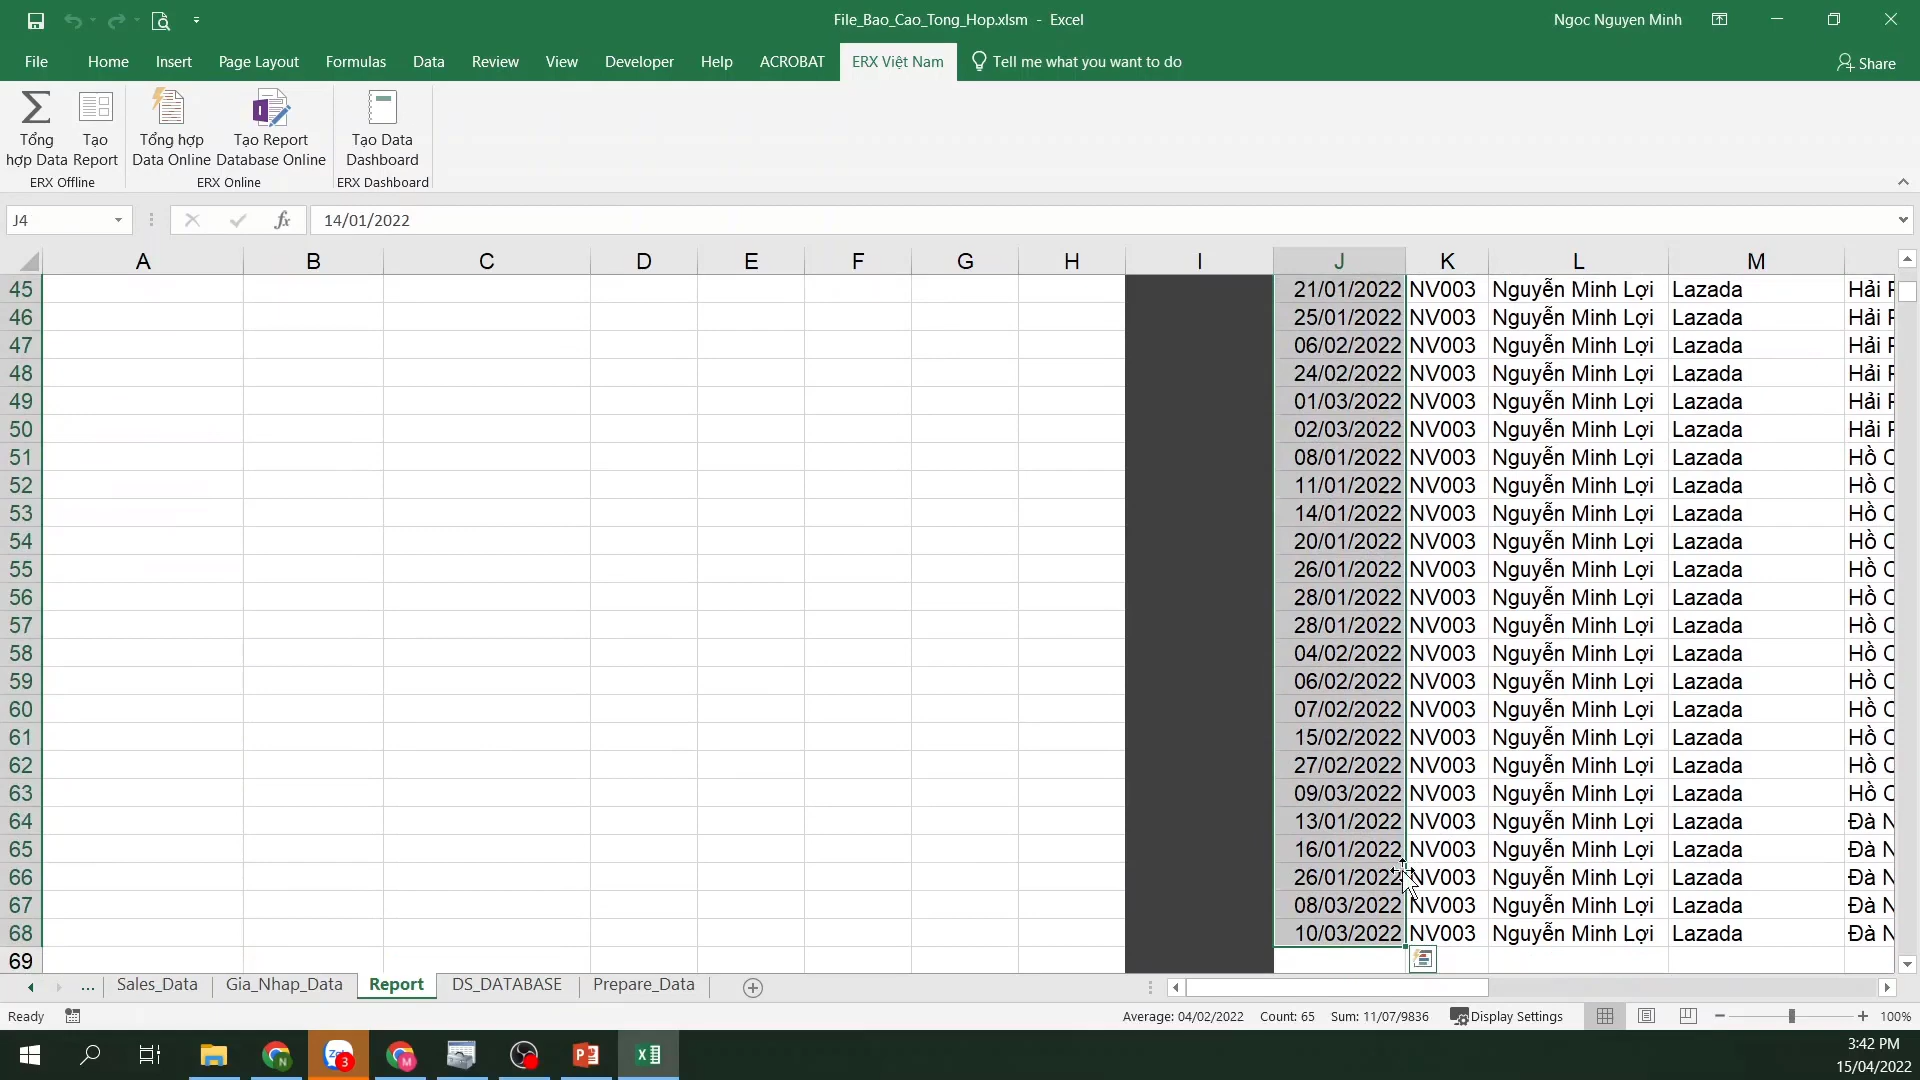 File_Bao_Cao_Tong_Hop.xlsm - Excel
Ngoc Nguyen Minh
File Home Insert Page Layout Formulas Data Review View Developer Help ACROBAT ERX Việt Nam Tell me what you want to do Share
Tổng hợp Data
Tạo Report
Tổng hợp Data Online
Tạo Report Database Online
Tạo Data Dashboard
ERX Offline ERX Online ERX Dashboard
J4 fx 14/01/2022
A B C D E F G H I J K L M
45 21/01/2022 NV003 Nguyễn Minh Lợi Lazada Hải
46 25/01/2022 NV003 Nguyễn Minh Lợi Lazada Hải
47 06/02/2022 NV003 Nguyễn Minh Lợi Lazada Hải
48 24/02/2022 NV003 Nguyễn Minh Lợi Lazada Hải
49 01/03/2022 NV003 Nguyễn Minh Lợi Lazada Hải
50 02/03/2022 NV003 Nguyễn Minh Lợi Lazada Hải
51 08/01/2022 NV003 Nguyễn Minh Lợi Lazada Hồ
52 11/01/2022 NV003 Nguyễn Minh Lợi Lazada Hồ
53 14/01/2022 NV003 Nguyễn Minh Lợi Lazada Hồ
54 20/01/2022 NV003 Nguyễn Minh Lợi Lazada Hồ
55 26/01/2022 NV003 Nguyễn Minh Lợi Lazada Hồ
56 28/01/2022 NV003 Nguyễn Minh Lợi Lazada Hồ
57 28/01/2022 NV003 Nguyễn Minh Lợi Lazada Hồ
58 04/02/2022 NV003 Nguyễn Minh Lợi Lazada Hồ
59 06/02/2022 NV003 Nguyễn Minh Lợi Lazada Hồ
60 07/02/2022 NV003 Nguyễn Minh Lợi Lazada Hồ
61 15/02/2022 NV003 Nguyễn Minh Lợi Lazada Hồ
62 27/02/2022 NV003 Nguyễn Minh Lợi Lazada Hồ
63 09/03/2022 NV003 Nguyễn Minh Lợi Lazada Hồ
64 13/01/2022 NV003 Nguyễn Minh Lợi Lazada Đà
65 16/01/2022 NV003 Nguyễn Minh Lợi Lazada Đà
66 26/01/2022 NV003 Nguyễn Minh Lợi Lazada Đà
67 08/03/2022 NV003 Nguyễn Minh Lợi Lazada Đà
68 10/03/2022 NV003 Nguyễn Minh Lợi Lazada Đà
69
... Sales_Data Gia_Nhap_Data Report DS_DATABASE Prepare_Data
Ready Average: 04/02/2022 Count: 65 Sum: 11/07/9836 Display Settings 100%
3
3:42 PM
15/04/2022